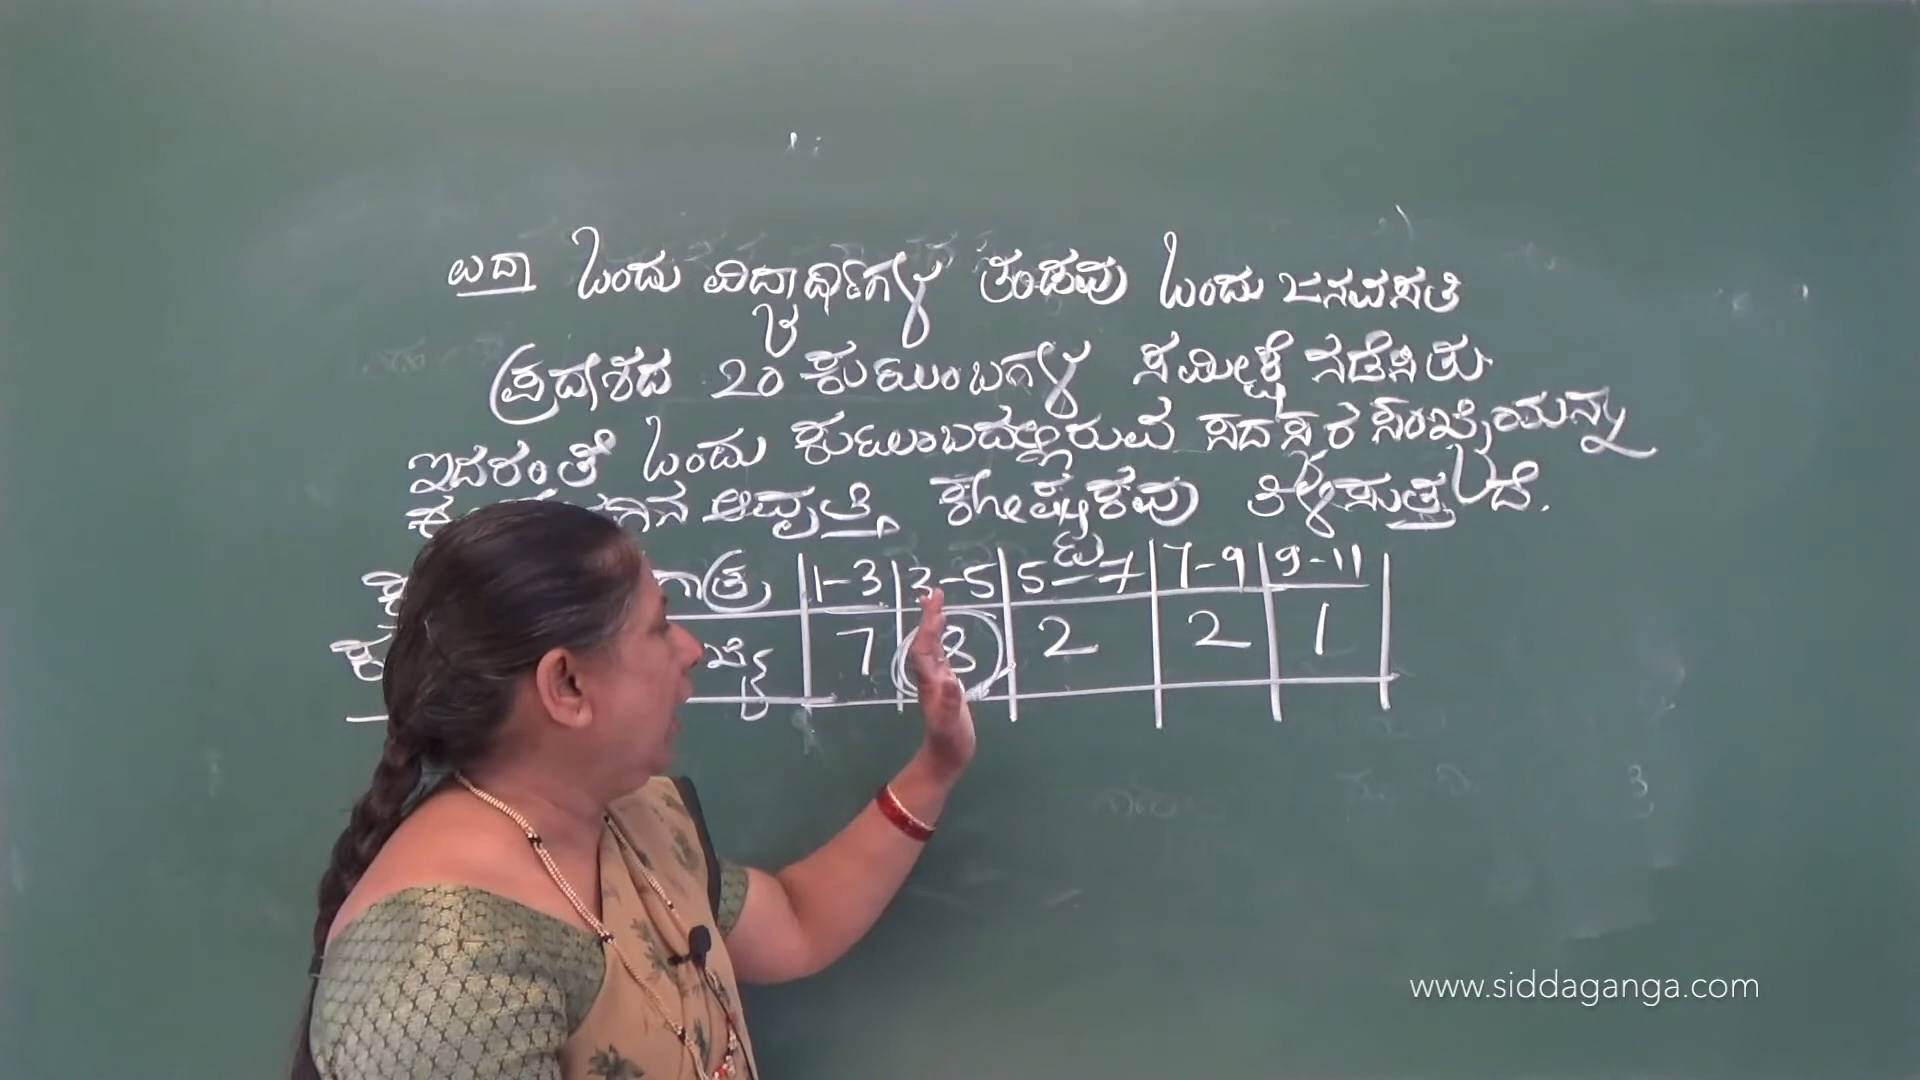 ಉದಾ ಒಂದು ವಿದ್ಯಾರ್ಥಿಗಳ ತಂಡವು ಒಂದು ಜನವಸತಿ
ಪ್ರದೇಶದ 20 ಕುಟುಂಬಗಳ ಸಮೀಕ್ಷೆ ನಡೆಸಿತು
ಇದರಂತೆ ಒಂದು ಕುಟುಂಬದಲ್ಲಿರುವ ಸದಸ್ಯರ ಸಂಖ್ಯೆಯನ್ನು
ಆವೃತ್ತಿ ಕೋಷ್ಟಕವು ತಿಳಿಸುತ್ತದೆ.
ಗಾತ್ರ 1-3 3-5 5-7 7-9 9-11
7 8 2 2 1
www.siddaganga.com